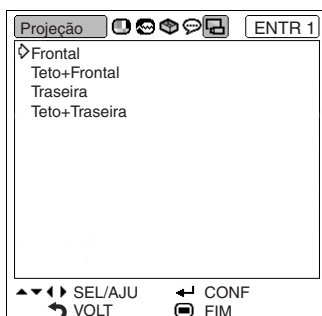 Projeção ENTR 1
Frontal
Teto+Frontal
Traseira
Teto+Traseira
SEL/AJU CONF
VOLT FIM